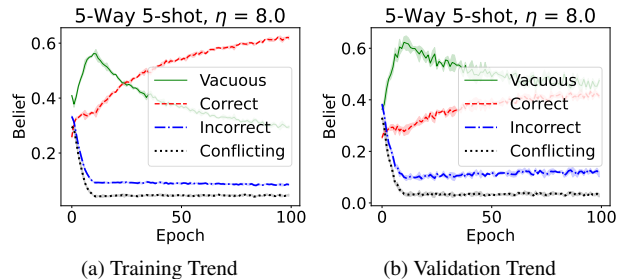 5-Way 5-shot, η = 8.0
Belief
0.6
0.4
0.2
Vacuous
Correct
Incorrect
Conflicting
0
50
100
Epoch
(a) Training Trend
5-Way 5-shot, η = 8.0
Belief
0.6
0.4
0.2
0.0
Vacuous
Correct
Incorrect
Conflicting
0
50
100
Epoch
(b) Validation Trend